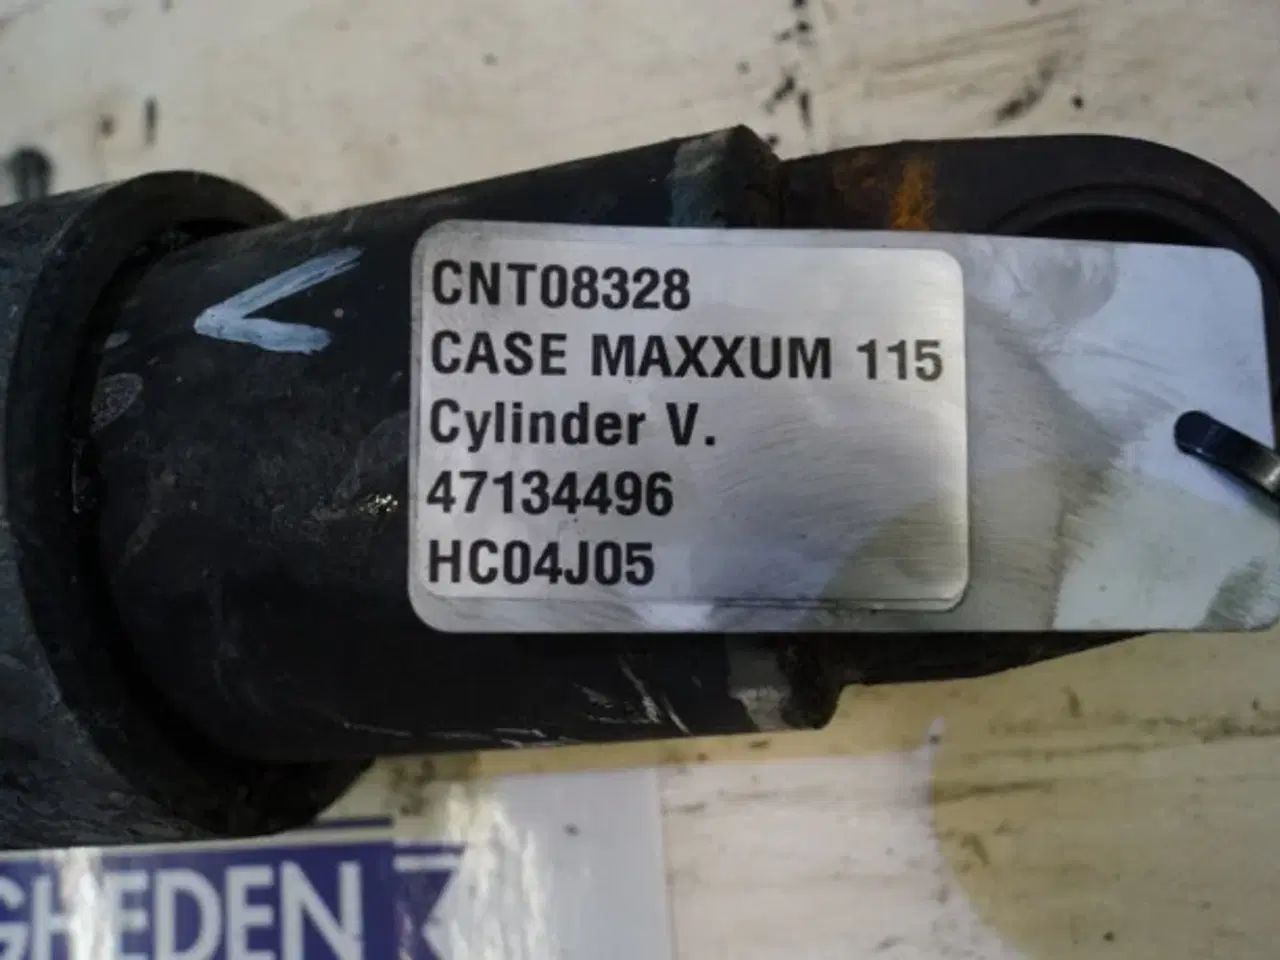 CNT08328
CASE MAXXUM 115
Cylinder V.
47134496
HC04J05
GHEDEN